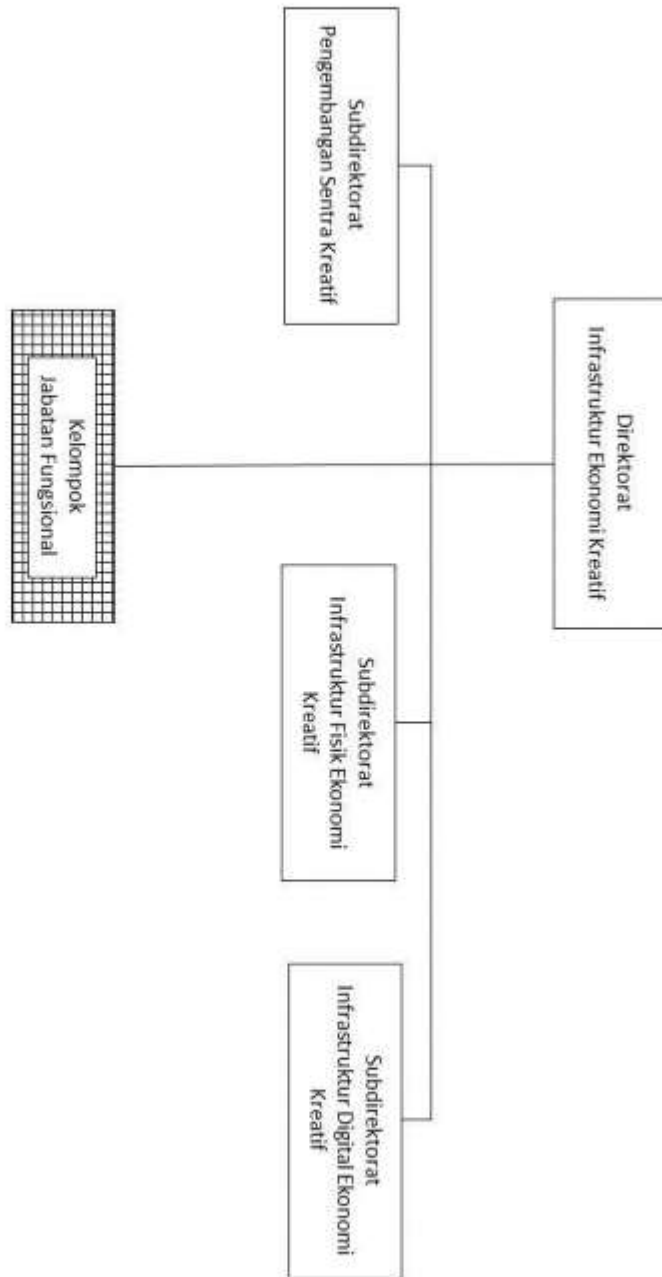 Direktorat
Infrastruktur Ekonomi Kreatif
Subdirektorat
Pengembangan Sentra Kreatif
Subdirektorat
Infrastruktur Fisik Ekonomi
Kreatif
Subdirektorat
Infrastruktur Digital Ekonomi
Kreatif
Kelompok
Jabatan Fungsional